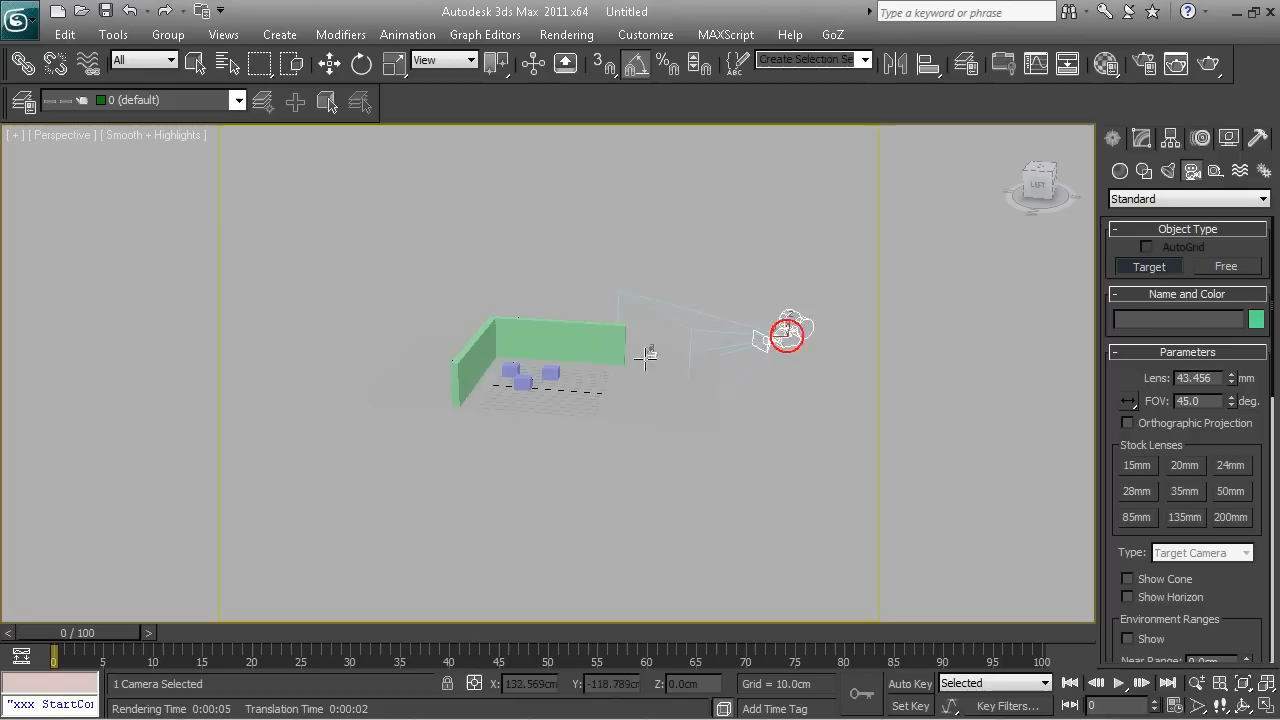 Autodesk 3ds Max 2011 x64 Untitled
Type a keyword or phrase
Edit Tools Group Views Create Modifiers Animation Graph Editors Rendering Customize MAXScript Help GoZ
All View 3 Create Selection Se
0 (default)
[ + ] [ Perspective ] [ Smooth + Highlights ]
Standard
- Object Type
AutoGrid
Target Free
- Name and Color
- Parameters
Lens: 43.456 mm
FOV: 45.0 deg.
Orthographic Projection
Stock Lenses
15mm 20mm 24mm
28mm 35mm 50mm
85mm 135mm 200mm
Type: Target Camera
Show Cone
Show Horizon
Environment Ranges
Show
Near Range: 0.0cm
< 0 / 100 >
0 5 10 15 20 25 30 35 40 45 50 55 60 65 70 75 80 85 90 95 100
1 Camera Selected X: 132.569cm Y: -118.789cm Z: 0.0cm Grid = 10.0cm Auto Key Selected
"xxx StartCo Rendering Time 0:00:05 Translation Time 0:00:02 Add Time Tag Set Key Key Filters... 0